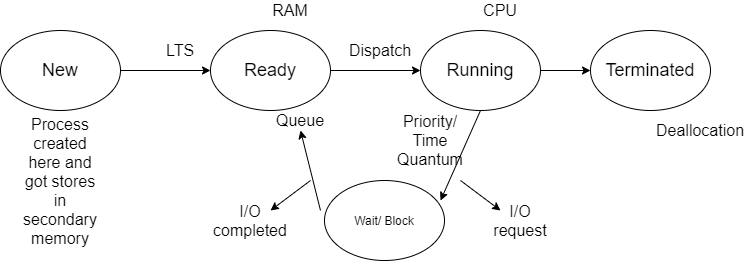 RAM
CPU
LTS
Dispatch
New
Ready
Running
Terminated
Process
created
here and
got stores
in
secondary
memory
Queue
Priority/
Time
Quantum
Deallocation
I/O
completed
Wait/ Block
I/O
request